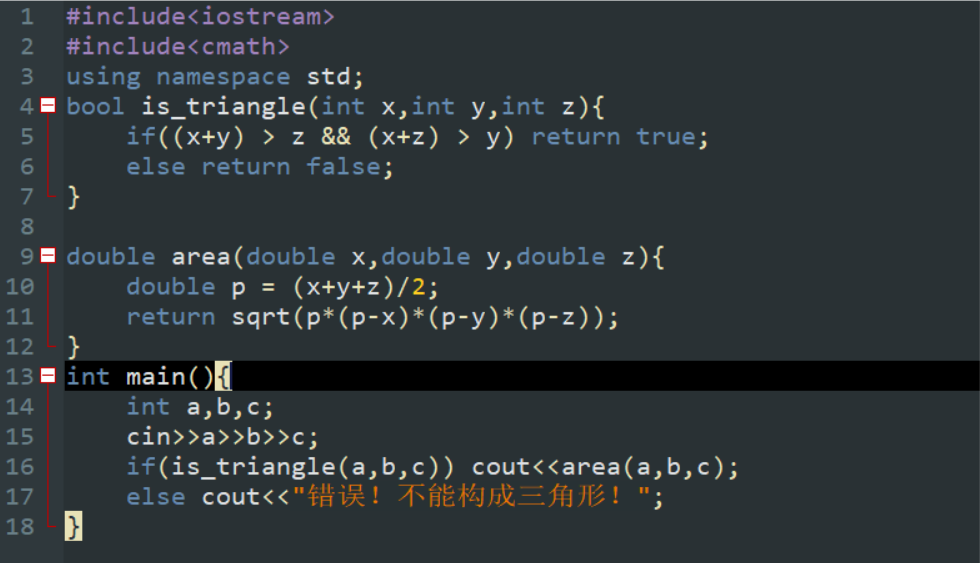 1 #include<iostream>
2 #include<cmath>
3 using namespace std;
4 bool is_triangle(int x,int y,int z){
5     if((x+y) > z && (x+z) > y) return true;
6     else return false;
7 }
8
9 double area(double x,double y,double z){
10     double p = (x+y+z)/2;
11     return sqrt(p*(p-x)*(p-y)*(p-z));
12 }
13 int main(){
14     int a,b,c;
15     cin>>a>>b>>c;
16     if(is_triangle(a,b,c)) cout<<area(a,b,c);
17     else cout<<"错误！不能构成三角形！";
18 }